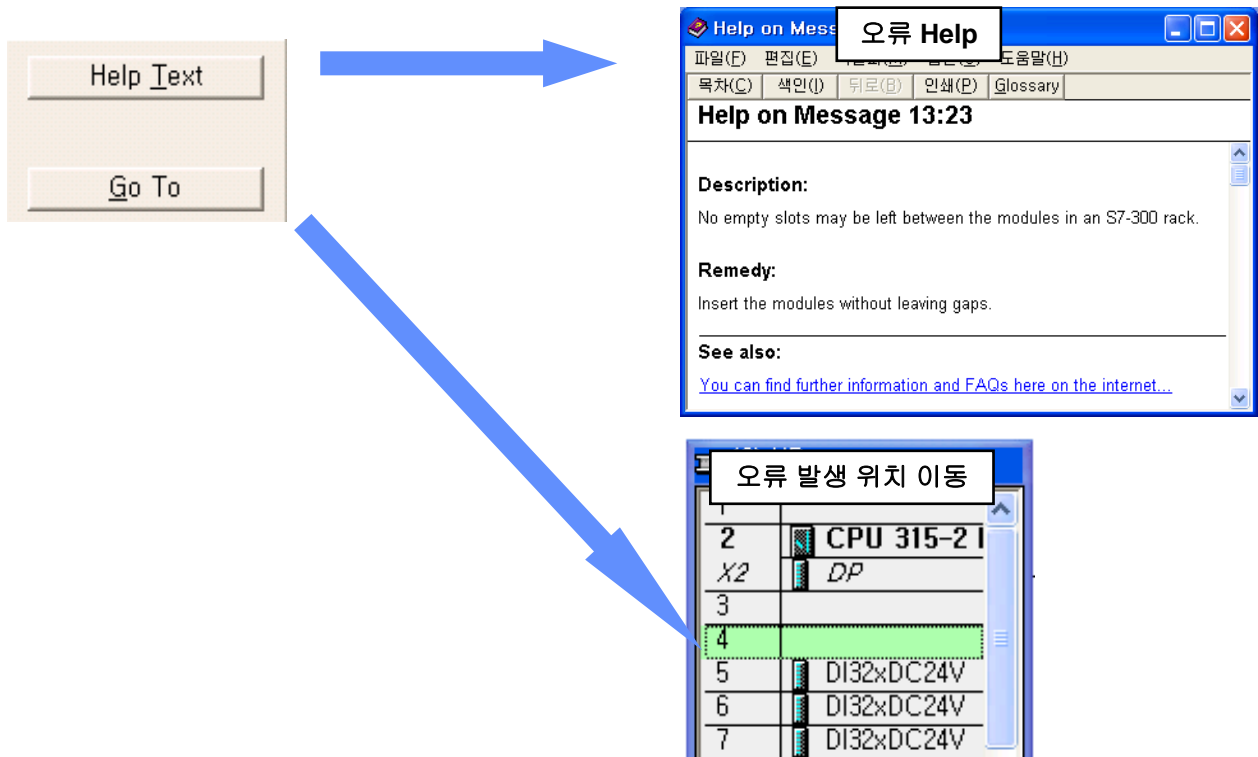 Help Text
Go To
Help on Mess
오류 Help
파일(F) 편집(E) 도움말(H)
목차(C) 색인(I) 뒤로(B) 인쇄(P) Glossary
Help on Message 13:23
Description:
No empty slots may be left between the modules in an S7-300 rack.
Remedy:
Insert the modules without leaving gaps.
See also:
You can find further information and FAQs here on the internet...
오류 발생 위치 이동
1
2 CPU 315-2
X2 DP
3
4
5 DI32xDC24V
6 DI32xDC24V
7 DI32xDC24V